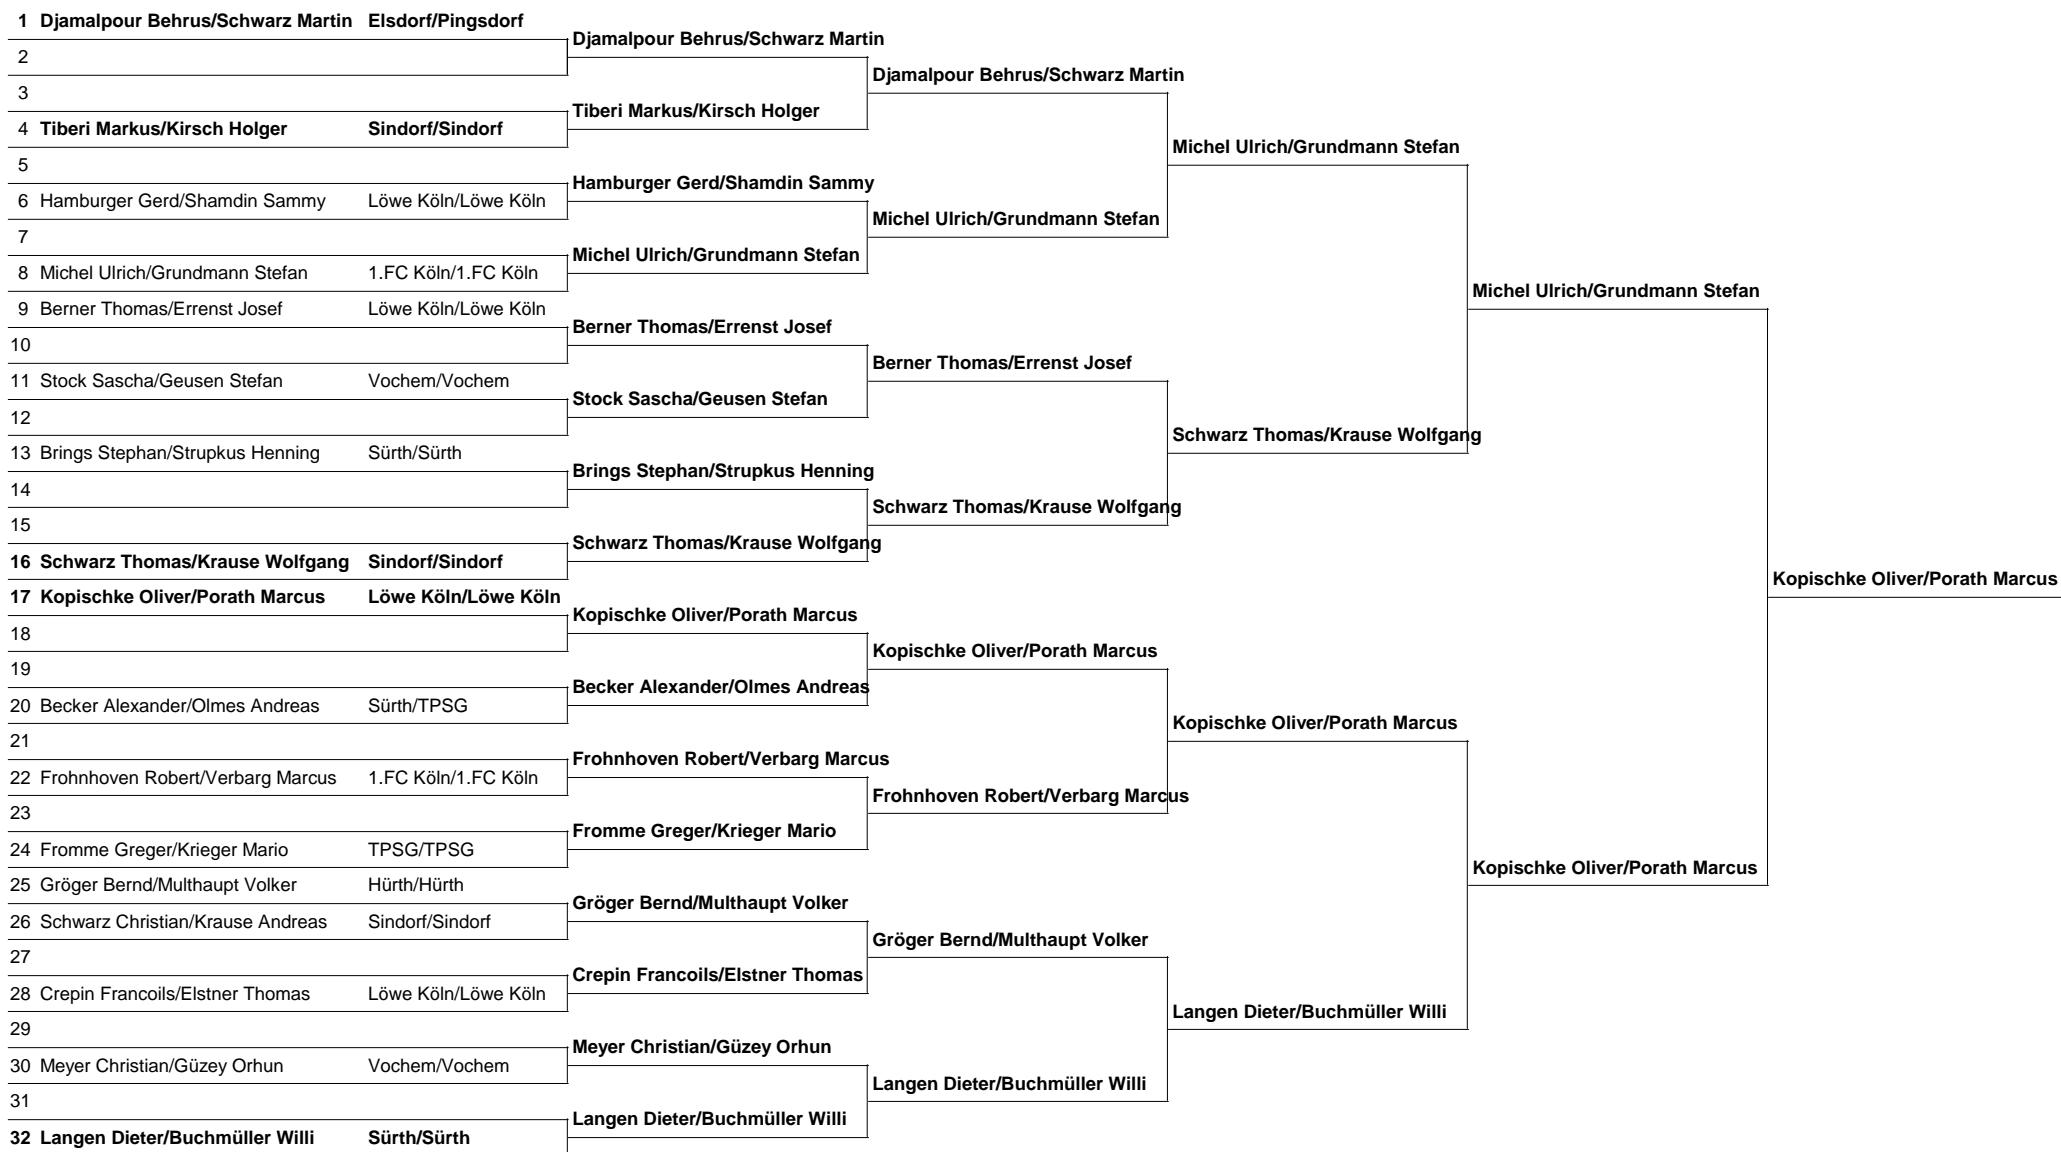 1 Djamalpour Behrus/Schwarz Martin Elsdorf/Pingsdorf
Djamalpour Behrus/Schwarz Martin
2
Djamalpour Behrus/Schwarz Martin
3
Tiberi Markus/Kirsch Holger
4 Tiberi Markus/Kirsch Holger Sindorf/Sindorf
Michel Ulrich/Grundmann Stefan
5
Hamburger Gerd/Shamdin Sammy
6 Hamburger Gerd/Shamdin Sammy Löwe Köln/Löwe Köln
Michel Ulrich/Grundmann Stefan
7
Michel Ulrich/Grundmann Stefan
8 Michel Ulrich/Grundmann Stefan 1.FC Köln/1.FC Köln
Michel Ulrich/Grundmann Stefan
9 Berner Thomas/Errenst Josef Löwe Köln/Löwe Köln
Berner Thomas/Errenst Josef
10
Berner Thomas/Errenst Josef
11 Stock Sascha/Geusen Stefan Vochem/Vochem
Stock Sascha/Geusen Stefan
12
Schwarz Thomas/Krause Wolfgang
13 Brings Stephan/Strupkus Henning Sürth/Sürth
Brings Stephan/Strupkus Henning
14
Schwarz Thomas/Krause Wolfgang
15
Schwarz Thomas/Krause Wolfgang
16 Schwarz Thomas/Krause Wolfgang Sindorf/Sindorf
Kopischke Oliver/Porath Marcus
17 Kopischke Oliver/Porath Marcus Löwe Köln/Löwe Köln
Kopischke Oliver/Porath Marcus
18
Kopischke Oliver/Porath Marcus
19
Becker Alexander/Olmes Andreas
20 Becker Alexander/Olmes Andreas Sürth/TPSG
Kopischke Oliver/Porath Marcus
21
Frohnhoven Robert/Verbarg Marcus
22 Frohnhoven Robert/Verbarg Marcus 1.FC Köln/1.FC Köln
Frohnhoven Robert/Verbarg Marcus
23
Fromme Greger/Krieger Mario
24 Fromme Greger/Krieger Mario TPSG/TPSG
Kopischke Oliver/Porath Marcus
25 Gröger Bernd/Multhaupt Volker Hürth/Hürth
Gröger Bernd/Multhaupt Volker
26 Schwarz Christian/Krause Andreas Sindorf/Sindorf
Gröger Bernd/Multhaupt Volker
27
Crepin Francoils/Elstner Thomas
28 Crepin Francoils/Elstner Thomas Löwe Köln/Löwe Köln
Langen Dieter/Buchmüller Willi
29
Meyer Christian/Güzey Orhun
30 Meyer Christian/Güzey Orhun Vochem/Vochem
Langen Dieter/Buchmüller Willi
31
Langen Dieter/Buchmüller Willi
32 Langen Dieter/Buchmüller Willi Sürth/Sürth